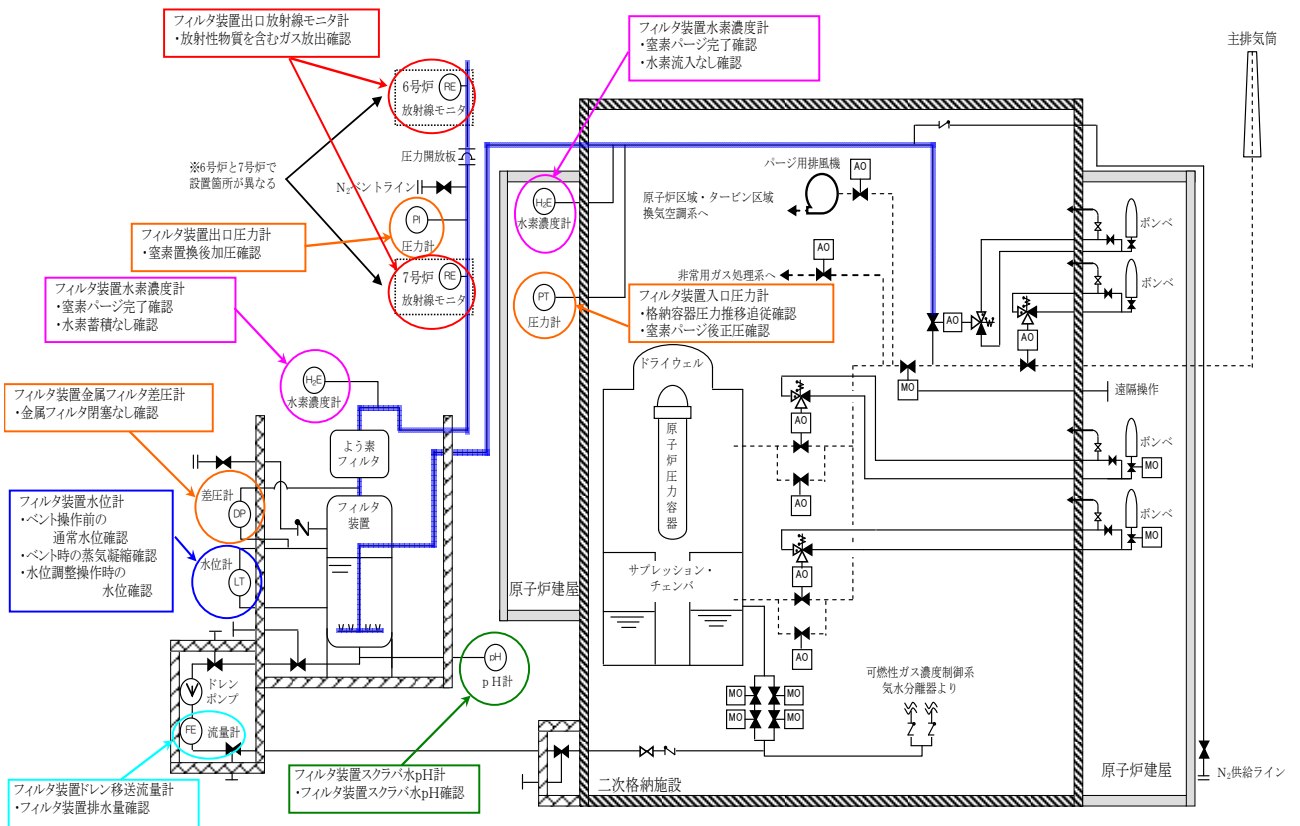 フィルタ装置出口放射線モニタ計
・放射性物質を含むガス放出確認
フィルタ装置水素濃度計
・窒素パージ完了確認
・水素流入なし確認
主排気筒
6号炉
RE
放射線モニタ
圧力開放板
※6号炉と7号炉で
設置箇所が異なる
N₂ベントライン
PI
圧力計
フィルタ装置出口圧力計
・窒素置換後加圧確認
7号炉
RE
放射線モニタ
H₂E
水素濃度計
PT
圧力計
パージ用排風機
AO
原子炉区域・タービン区域
換気空調系へ
AO
非常用ガス処理系へ
ボンベ
ボンベ
フィルタ装置水素濃度計
・窒素パージ完了確認
・水素蓄積なし確認
フィルタ装置入口圧力計
・格納容器圧力推移追従確認
・窒素パージ後正圧確認
AO
AO
MO
遠隔操作
ドライウェル
原子炉圧力容器
H₂E
水素濃度計
フィルタ装置金属フィルタ差圧計
・金属フィルタ閉塞なし確認
よう素
フィルタ
AO
AO
ボンベ
MO
フィルタ装置水位計
・ベント操作前の
通常水位確認
・ベント時の蒸気凝縮確認
・水位調整操作時の
水位確認
差圧計
DP
フィルタ
装置
水位計
LT
ボンベ
MO
AO
AO
サプレッション・
チェンバ
原子炉建屋
pH
pH計
ドレン
ポンプ
FE
流量計
MO
MO
MO
MO
可燃性ガス濃度制御系
気水分離器より
フィルタ装置ドレン移送流量計
・フィルタ装置排水量確認
フィルタ装置スクラバ水pH計
・フィルタ装置スクラバ水pH確認
二次格納施設
原子炉建屋
N₂供給ライン